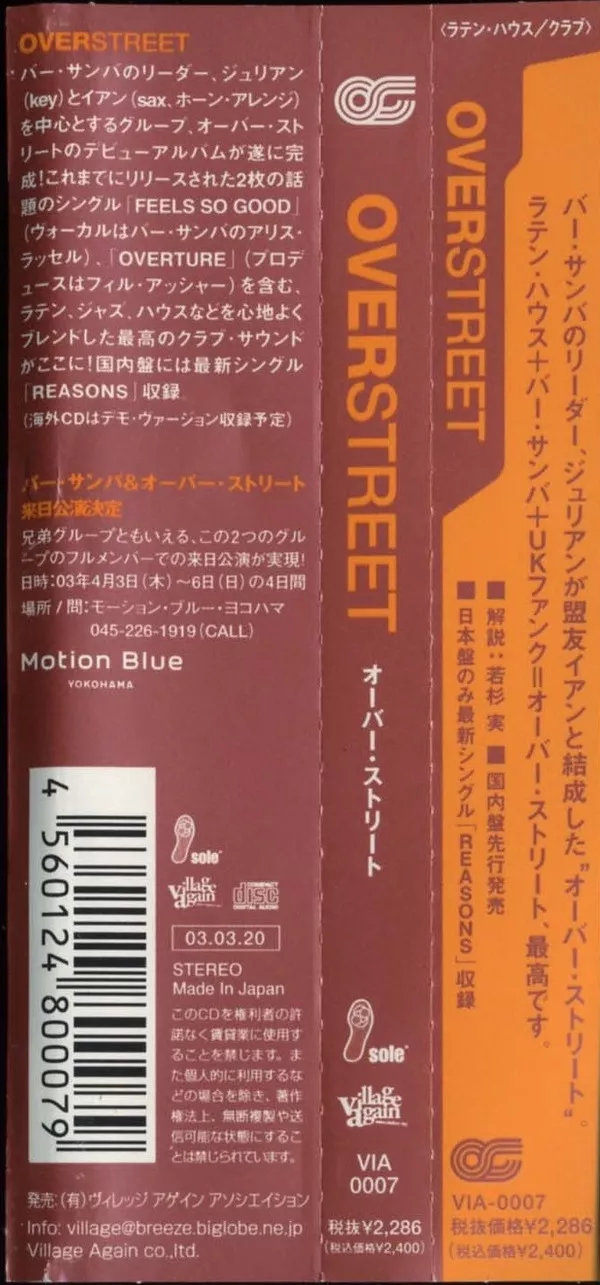 OVERSTREET
バー・サンバのリーダー、ジュリアン
(key)とイアン(sax、ホーン・アレンジ)
を中心とするグループ、オーバー・スト
リートのデビューアルバムが遂に完
成!これまでにリリースされた2枚の話
題のシングル「FEELS SO GOOD」
(ヴォーカルはバー・サンバのアリス・
ラッセル)、「OVERTURE」(プロデ
ュースはフィル・アッシャー)を含む、
ラテン、ジャズ、ハウスなどを心地よく
ブレンドした最高のクラブ・サウンド
がここに!国内盤には最新シングル
「REASONS」収録
(海外CDはデモ・ヴァージョン収録予定)
バー・サンバ&オーバー・ストリート
来日公演決定
兄弟グループともいえる、この2つのグル
ープのフルメンバーでの来日公演が実現!
日時:03年4月3日(木)~6日(日)の4日間
場所/問:モーション・ブルー・ヨコハマ
045-226-1919(CALL)
Motion Blue
YOKOHAMA
4 560124 800079
sole
Village Again
COMPACT disc DIGITAL AUDIO
03.03.20
STEREO
Made In Japan
このCDを権利者の許
諾なく賃貸業に使用す
ることを禁じます。ま
た個人的に利用するな
どの場合を除き、著作
権法上、無断複製や送
信可能な状態にするこ
とは禁じられています。
発売:(有)ヴィレッジ アゲイン アソシエイション
Info: village@breeze.biglobe.ne.jp
Village Again co.,ltd.
OVERSTREET
オーバー・ストリート
sole
Village Again
VIA
0007
税抜¥2,286
(税込価格¥2,400)
〈ラテン・ハウス/クラブ〉
OVERSTREET
バー・サンバのリーダー、ジュリアンが盟友イアンと結成した"オーバー・ストリート"。
ラテン・ハウス+バー・サンバ+UKファンク=オーバー・ストリート、最高です。
■解説:若杉 実 ■国内盤先行発売
■日本盤のみ最新シングル「REASONS」収録
VIA-0007
税抜価格¥2,286
(税込価格¥2,400)